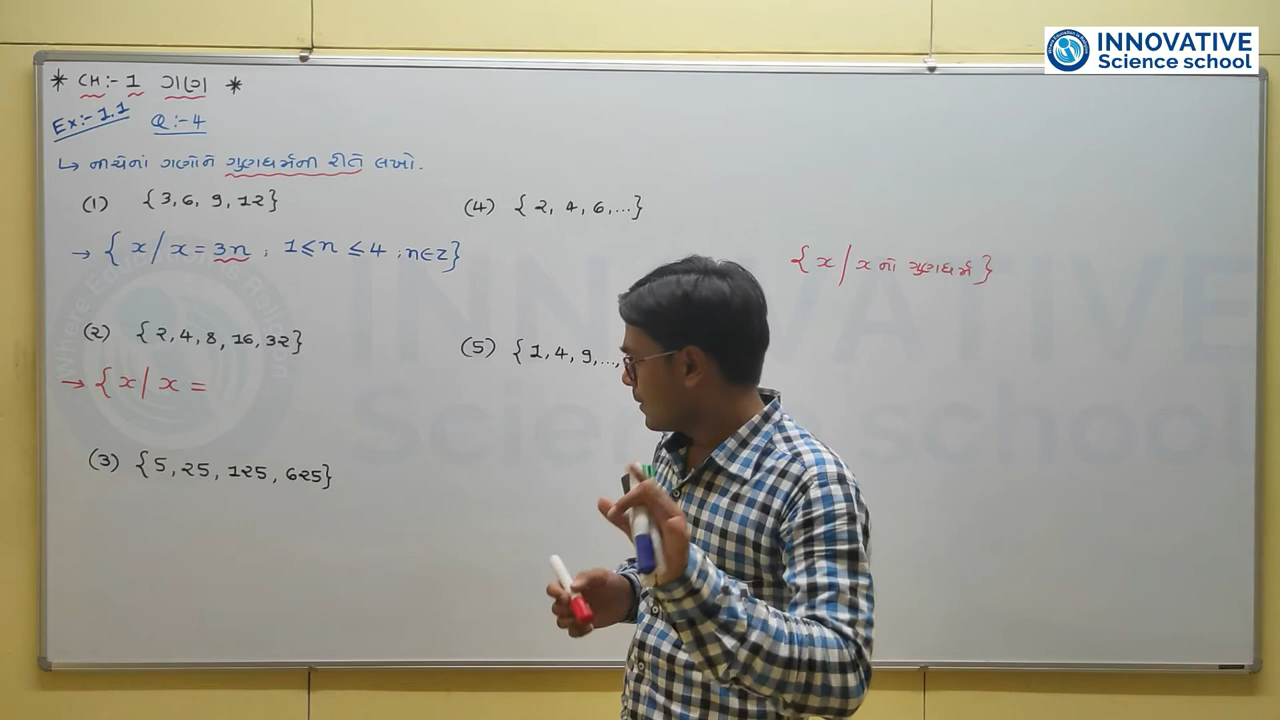 INNOVATIVE
Science school
* CH:- 1 ગણ *
Ex:- 1.1 Q:-4
↳ નીચેનાં ગણોને ગુણધર્મની રીતે લખો.
(1) {3, 6, 9, 12}
→ { x / x = 3n ; 1 ≤ n ≤ 4 ; n∈Z}
(2) {2, 4, 8, 16, 32}
→ { x / x =
(3) {5, 25, 125, 625}
(4) { 2, 4, 6, ...}
(5) { 1, 4, 9, ...,
{ x / x નો ગુણધર્મ }